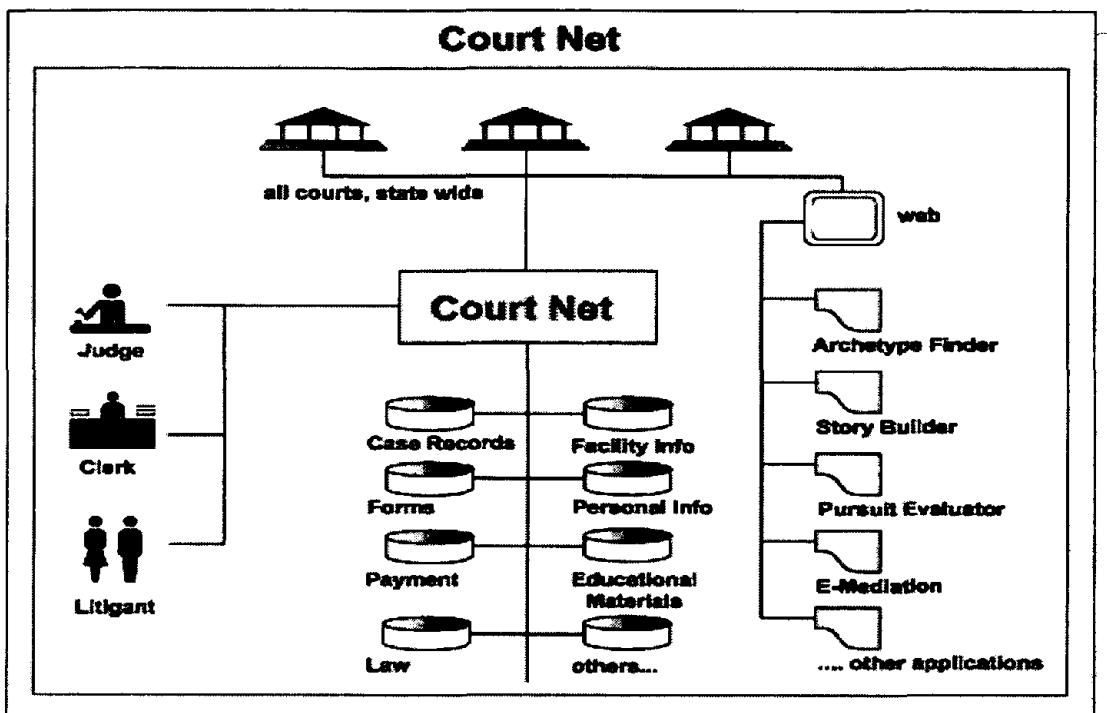 Court Net
all courts, state wide
web
Court Net
Judge
Clerk
Litigant
Case Records
Facility Info
Forms
Personal Info
Payment
Educational
Materials
Law
others...
Archetype Finder
Story Builder
Pursuit Evaluator
E-Mediation
.... other applications